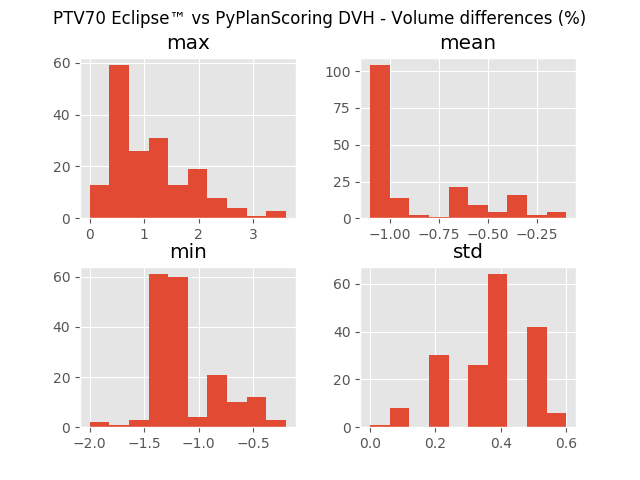 PTV70 Eclipse™ vs PyPlanScoring DVH - Volume differences (%)
max
60
40
20
0
0 1 2 3
mean
100
75
50
25
0
−1.00 −0.75 −0.50 −0.25
min
60
40
20
0
−2.0 −1.5 −1.0 −0.5
std
60
40
20
0
0.0 0.2 0.4 0.6